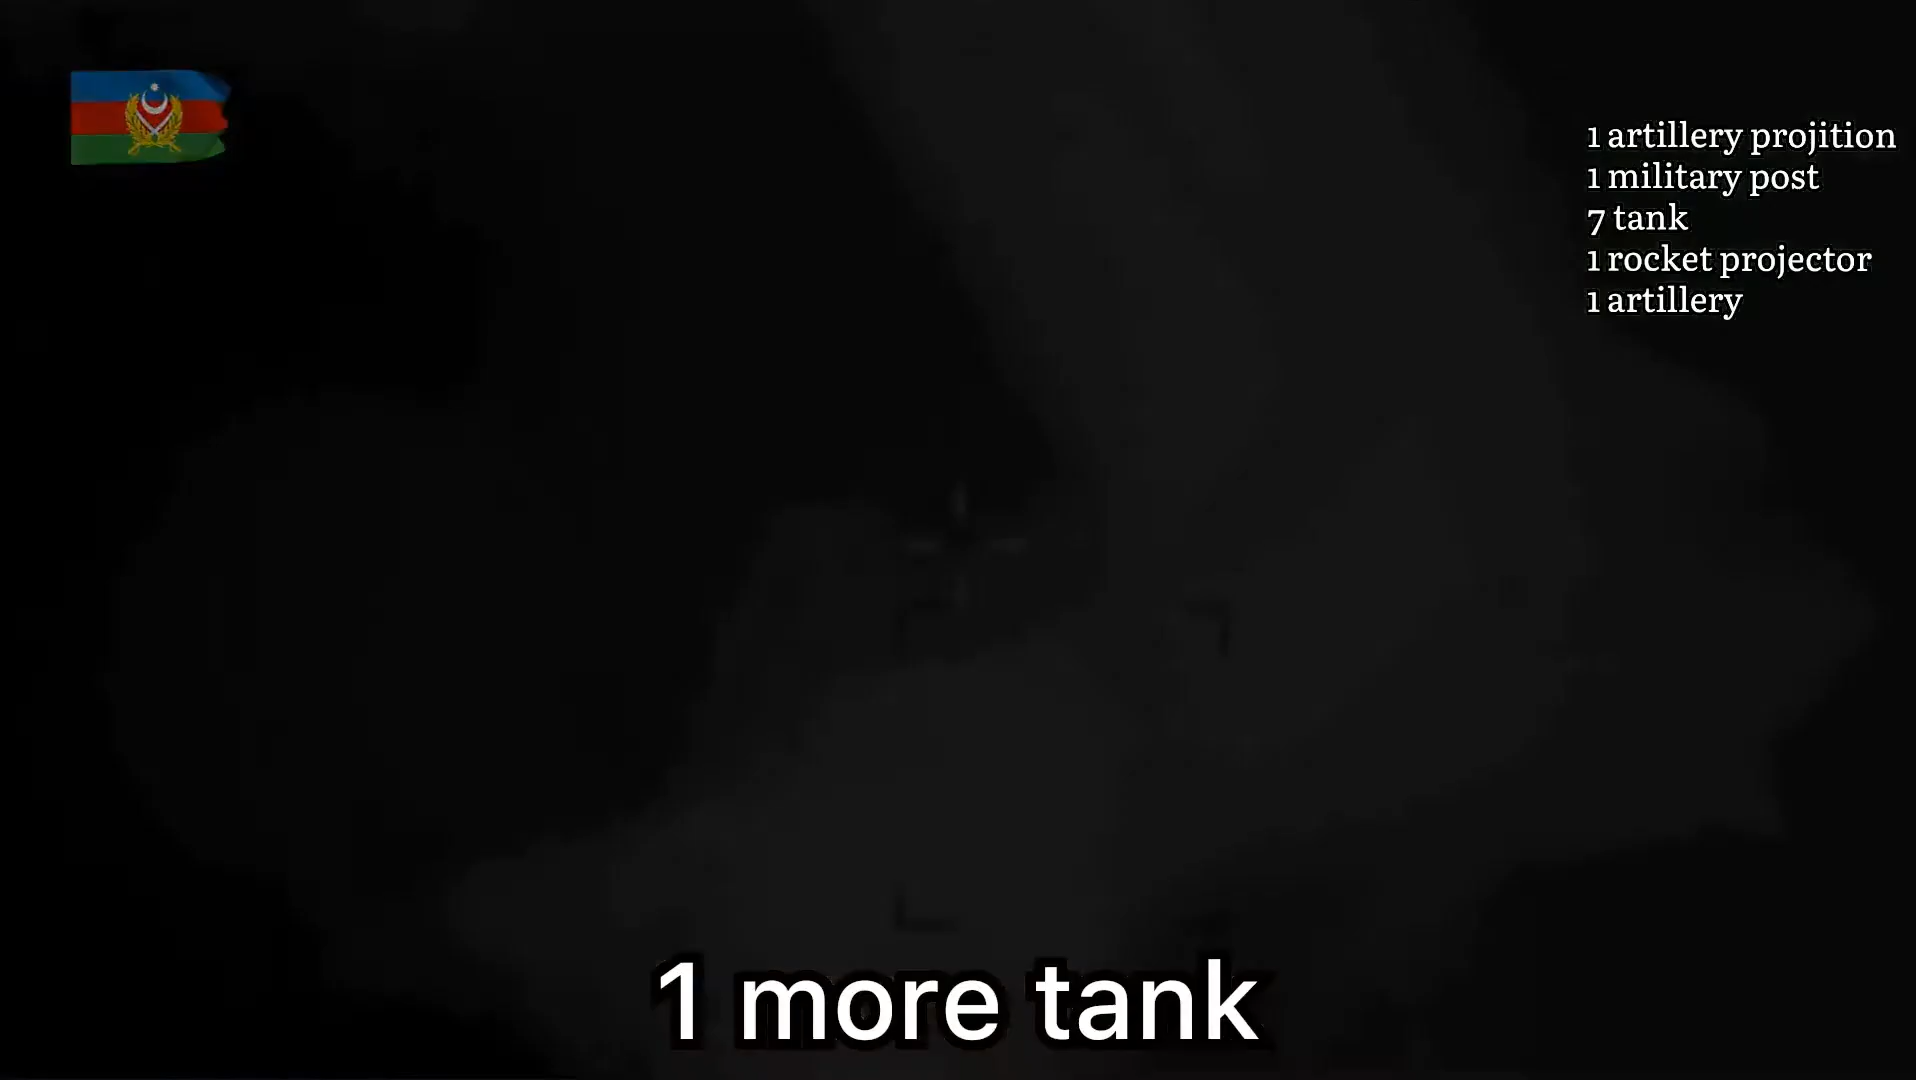 1 artillery projition
1 military post
7 tank
1 rocket projector
1 artillery
1 more tank